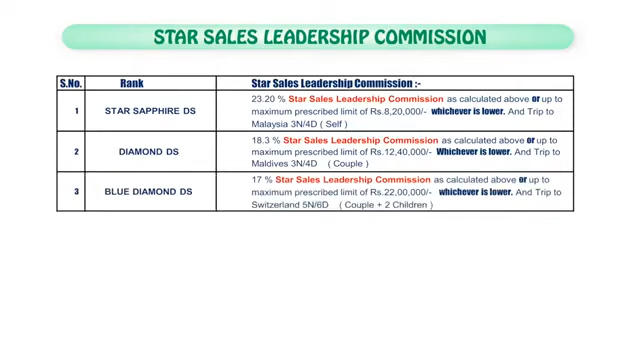 STAR SALES LEADERSHIP COMMISSION
S.No. Rank Star Sales Leadership Commission :-
1 STAR SAPPHIRE DS 23.20 % Star Sales Leadership Commission as calculated above or up to
maximum prescribed limit of Rs.8,20,000/- whichever is lower. And Trip to
Malaysia 3N/4D ( Self )
2 DIAMOND DS 18.3 % Star Sales Leadership Commission as calculated above or up to
maximum prescribed limit of Rs.12,40,000/- Whichever is lower. And Trip to
Maldives 3N/4D ( Couple )
3 BLUE DIAMOND DS 17 % Star Sales Leadership Commission as calculated above or up to
maximum prescribed limit of Rs.22,00,000/- whichever is lower. And Trip to
Switzerland 5N/6D ( Couple + 2 Children )